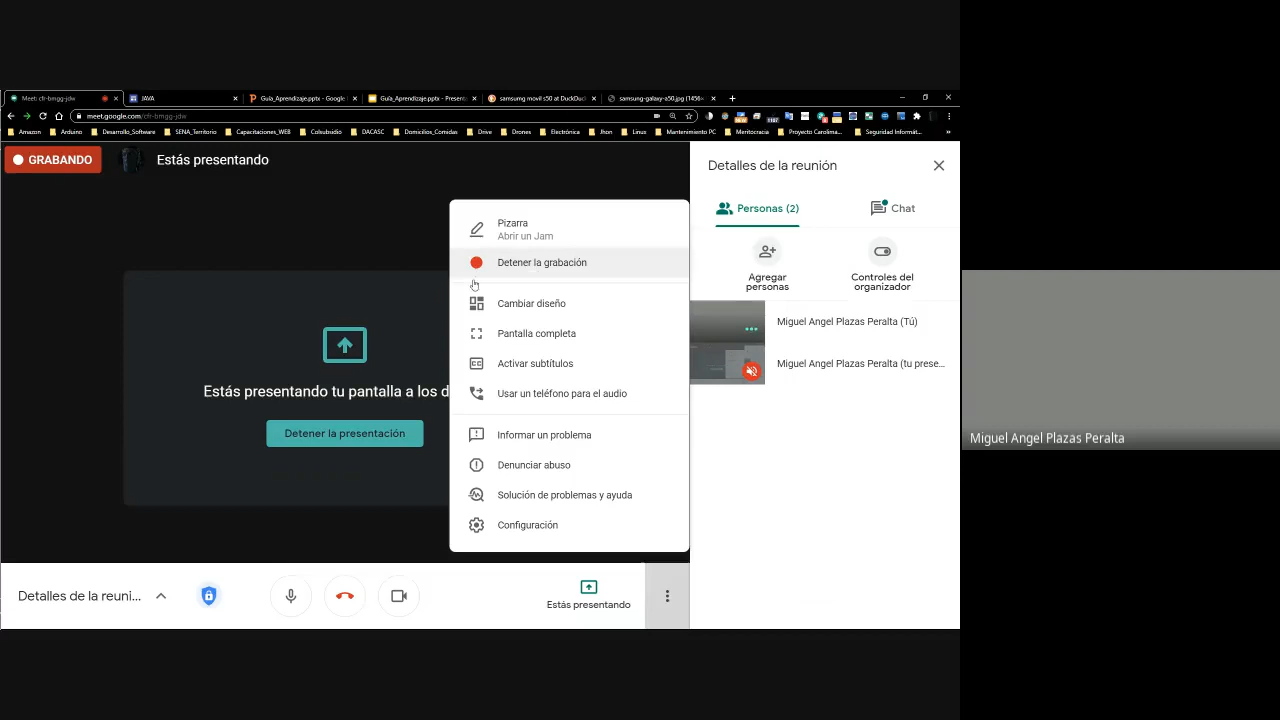 Meet: cfr-bmgg-jdw
JAVA
Guía_Aprendizaje.pptx - Google
Guía_Aprendizaje.pptx - Present
samsung movil s50 at DuckDuc
samsung-galaxy-a50.jpg (1456×
meet.google.com/cfr-bmgg-jdw
Amazon
Arduino
Desarrollo_Software
SENA_Territorio
Capacitaciones_WEB
Colsubsidio
DACASC
Domicilios_Comidas
Drive
Drones
Electrónica
Jhon
Linux
Mantenimiento PC
Meritocracia
Proyecto Carolima...
Seguridad Informát...
GRABANDO
Estás presentando
Detalles de la reunión
Personas (2)
Chat
Agregar personas
Controles del organizador
Miguel Angel Plazas Peralta (Tú)
Miguel Angel Plazas Peralta (tu prese...
Pizarra
Abrir un Jam
Detener la grabación
Cambiar diseño
Pantalla completa
Activar subtítulos
Usar un teléfono para el audio
Informar un problema
Denunciar abuso
Solución de problemas y ayuda
Configuración
Estás presentando tu pantalla a los d
Detener la presentación
Detalles de la reuni...
Estás presentando
Miguel Angel Plazas Peralta